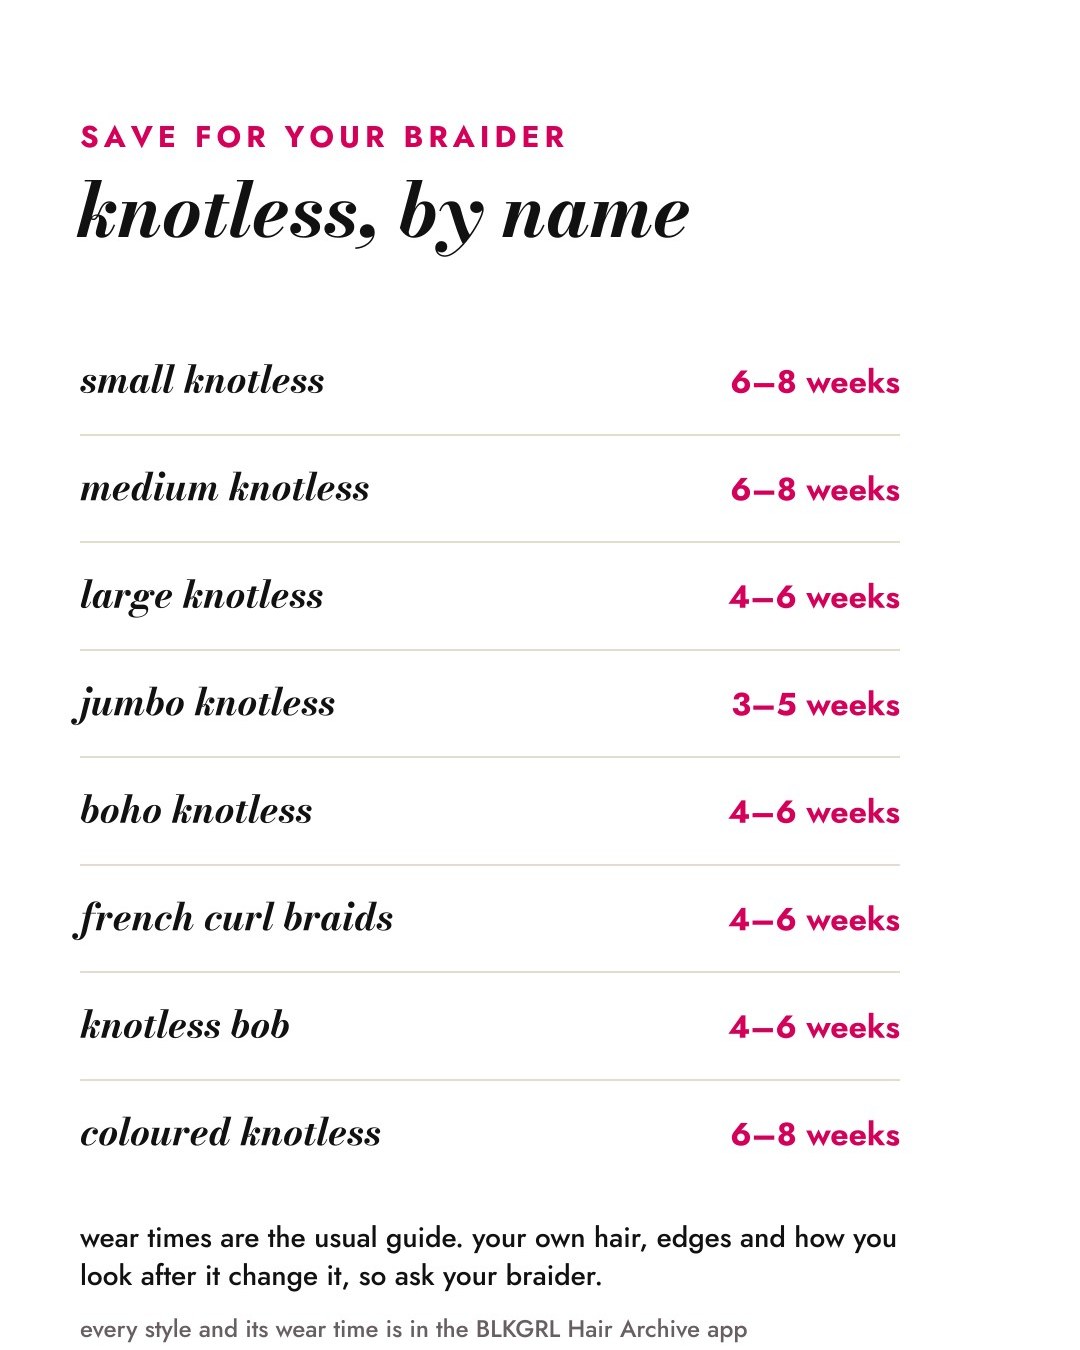 SAVE FOR YOUR BRAIDER
knotless, by name
small knotless 6–8 weeks
medium knotless 6–8 weeks
large knotless 4–6 weeks
jumbo knotless 3–5 weeks
boho knotless 4–6 weeks
french curl braids 4–6 weeks
knotless bob 4–6 weeks
coloured knotless 6–8 weeks
wear times are the usual guide. your own hair, edges and how you
look after it change it, so ask your braider.
every style and its wear time is in the BLKGRL Hair Archive app